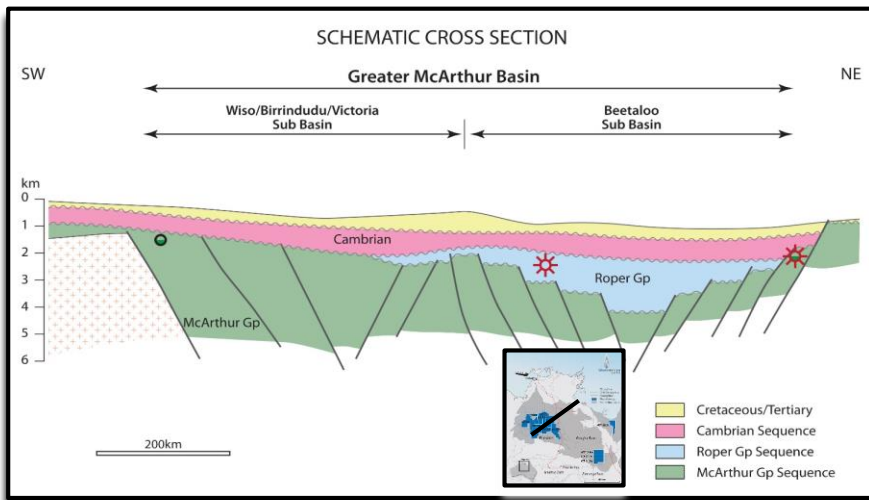 SCHEMATIC CROSS SECTION
SW
NE
Greater McArthur Basin
Wiso/Birrindudu/Victoria
Sub Basin
Beetaloo
Sub Basin
km
0
1
2
3
4
5
6
Cambrian
Roper Gp
McArthur Gp
200km
Cretaceous/Tertiary
Cambrian Sequence
Roper Gp Sequence
McArthur Gp Sequence